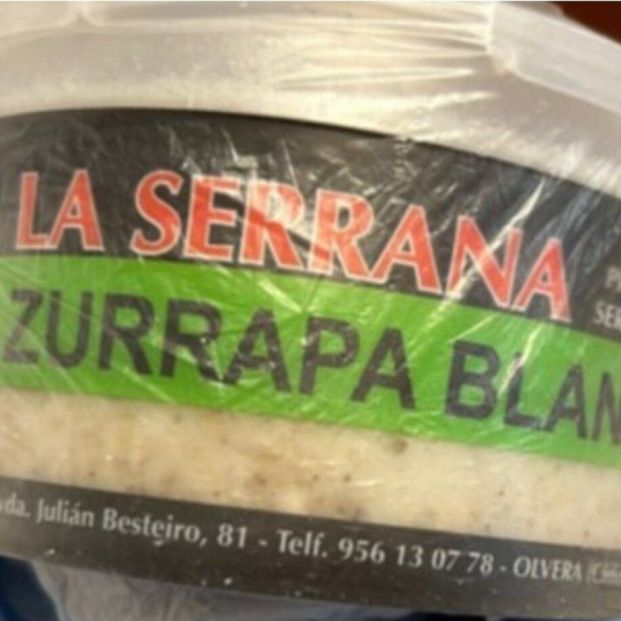 LA SERRANA
ZURRAPA BLAN
vda. Julián Besteiro, 81 - Telf. 956 13 07 78 - OLVERA